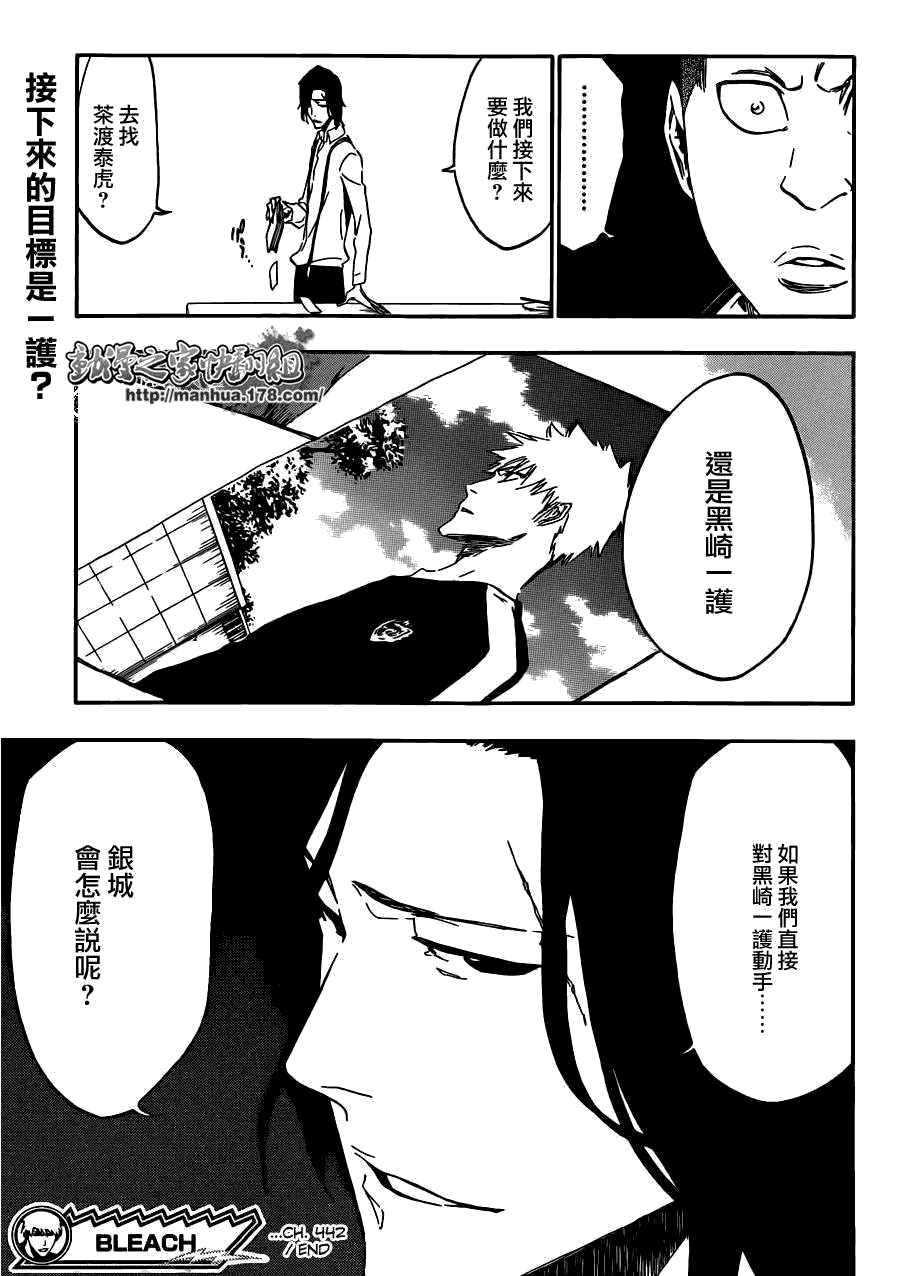 …………
我們接下來
要做什麼？
去找
茶渡泰虎？
接下來的目標是一護？
動漫之家快翻組
http://manhua.178.com/
還是黑崎一護
如果我們直接
對黑崎一護動手……
銀城
會怎麼説呢？
BLEACH
...CH. 442
/ END